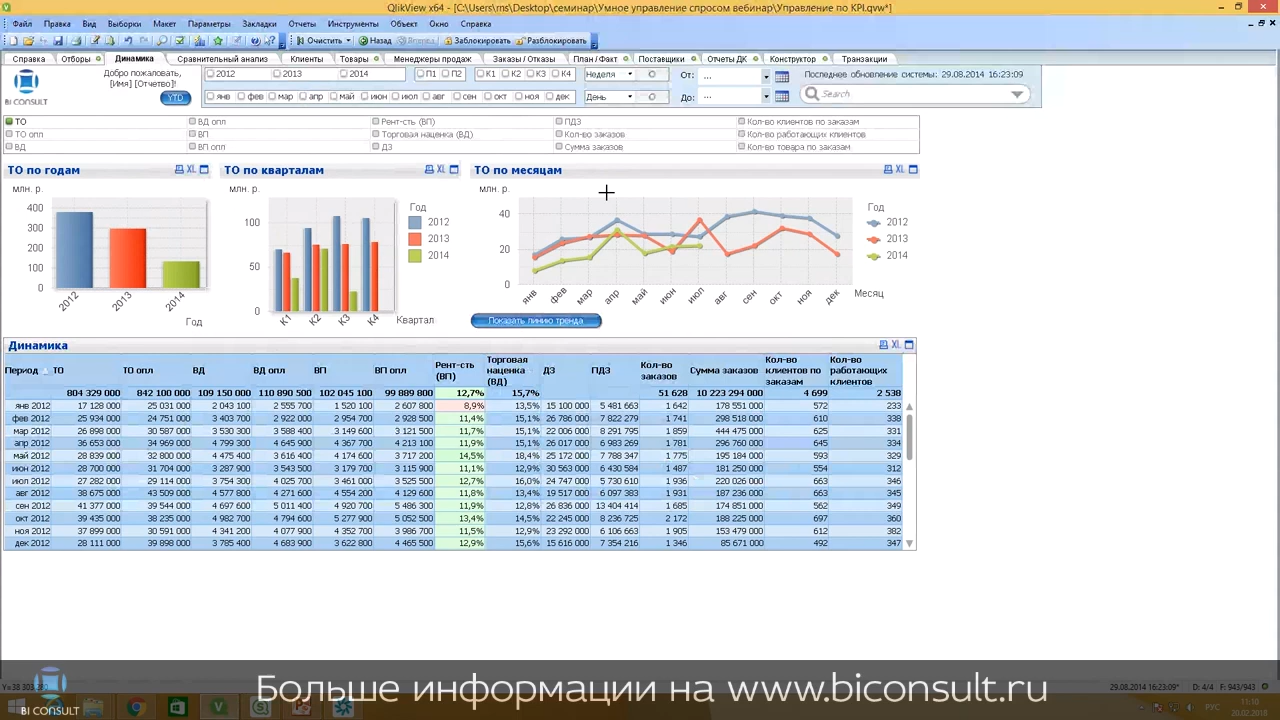 QlikView x64 - [C:\Users\rns\Desktop\семинар\Умное управление спросом вебинар\Управление по KPI.qvw*]
Файл Правка Вид Выборки Макет Параметры Закладки Отчеты Инструменты Объект Окно Справка
Очистить Назад Вперед Заблокировать Разблокировать
Справка Отборы Динамика Сравнительный анализ Клиенты Товары Менеджеры продаж Заказы / Отказы План / Факт Поставщики Отчеты ДК Конструктор Транзакции
Добро пожаловать,
[Имя] [Отчетво]!
YTD
BI CONSULT
2012 2013 2014 П1 П2 К1 К2 К3 К4 Неделя От: ...
янв фев мар апр май июн июл авг сен окт ноя дек День До: ...
Последнее обновление системы: 29.08.2014 16:23:09
Search
ТО ВД опл Рент-сть (ВП) ПДЗ Кол-во клиентов по заказам
ТО опл ВП Торговая наценка (ВД) Кол-во заказов Кол-во работающих клиентов
ВД ВП опл ДЗ Сумма заказов Кол-во товара по заказам
ТО по годам XL
млн. р.
400
300
200
100
0
2012 2013 2014
Год
ТО по кварталам XL
млн. р.
100
50
0
К1 К2 К3 К4
Квартал
Год
2012
2013
2014
ТО по месяцам XL
млн. р.
40
20
0
янв фев мар апр май июн июл авг сен окт ноя дек
Месяц
Год
2012
2013
2014
Показать линию тренда
Динамика XL
Период ТО ТО опл ВД ВД опл ВП ВП опл Рент-сть (ВП) Торговая наценка (ВД) ДЗ ПДЗ Кол-во заказов Сумма заказов Кол-во клиентов по заказам Кол-во работающих клиентов
804 329 000 842 100 000 109 150 000 110 890 500 102 045 100 99 889 800 12,7% 15,7% 51 628 10 223 294 000 4 699 2 538
янв 2012 17 128 000 25 031 000 2 043 100 2 555 700 1 520 100 2 607 800 8,9% 13,5% 15 100 000 5 481 663 1 642 178 551 000 572 233
фев 2012 25 934 000 24 751 000 3 403 700 2 922 000 2 954 700 2 928 500 11,4% 15,1% 26 786 000 7 822 279 1 710 298 518 000 610 338
мар 2012 26 898 000 30 587 000 3 530 300 3 588 400 3 149 600 3 121 500 11,7% 15,1% 22 006 000 8 291 795 1 859 444 475 000 625 331
апр 2012 36 653 000 34 969 000 4 799 300 4 645 900 4 367 700 4 213 100 11,9% 15,1% 26 017 000 6 983 269 1 781 296 760 000 645 334
май 2012 28 839 000 32 800 000 4 475 400 3 616 400 4 174 600 3 717 200 14,5% 18,4% 25 172 000 7 788 347 1 775 195 184 000 593 329
июн 2012 28 700 000 31 704 000 3 287 900 3 543 500 3 179 700 3 115 900 11,1% 12,9% 30 563 000 6 430 584 1 487 181 250 000 554 312
июл 2012 27 282 000 29 114 000 3 754 300 4 025 700 3 461 000 3 525 500 12,7% 16,0% 24 747 000 5 730 610 1 936 220 026 000 663 346
авг 2012 38 675 000 43 509 000 4 577 800 4 271 600 4 554 200 4 129 600 11,8% 13,4% 19 517 000 6 097 383 1 931 187 236 000 663 345
сен 2012 41 377 000 39 544 000 4 697 600 5 011 400 4 920 700 5 486 300 11,9% 12,8% 26 836 000 13 404 414 1 685 174 851 000 562 349
окт 2012 39 435 000 38 235 000 4 982 700 4 794 600 5 277 900 5 052 500 13,4% 14,5% 22 245 000 8 236 725 2 172 188 225 000 697 360
ноя 2012 37 899 000 30 591 000 4 341 200 4 077 900 4 352 700 3 986 700 11,5% 12,9% 23 292 000 6 106 663 1 905 153 479 000 612 382
дек 2012 28 111 000 39 898 000 3 785 400 4 683 900 3 622 800 4 465 500 12,9% 15,6% 15 616 000 7 354 216 1 346 85 671 000 492 347
29.08.2014 16:23:09* D: 4/4 F: 943/943
Больше информации на www.biconsult.ru
BI CONSULT
РУС 11:10
20.02.2018